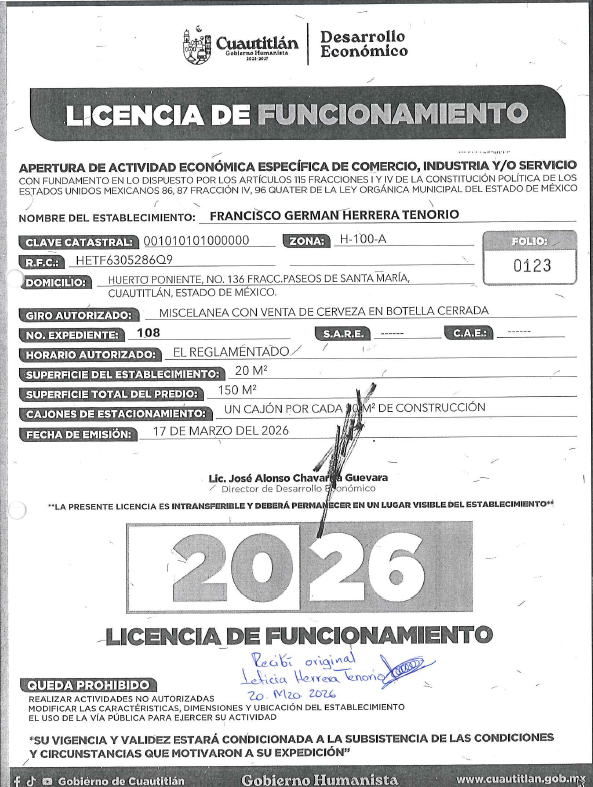 Cuautitlán
Gobierno Humanista
2025-2027
Desarrollo
Económico
LICENCIA DE FUNCIONAMIENTO
APERTURA DE ACTIVIDAD ECONÓMICA ESPECÍFICA DE COMERCIO, INDUSTRIA Y/O SERVICIO
CON FUNDAMENTO EN LO DISPUESTO POR LOS ARTÍCULOS 115 FRACCIONES I Y IV DE LA CONSTITUCIÓN POLÍTICA DE LOS
ESTADOS UNIDOS MEXICANOS 86, 87 FRACCIÓN IV, 96 QUATER DE LA LEY ORGÁNICA MUNICIPAL DEL ESTADO DE MÉXICO
NOMBRE DEL ESTABLECIMIENTO: FRANCISCO GERMAN HERRERA TENORIO
CLAVE CATASTRAL: 001010101000000 ZONA: H-100-A
FOLIO:
0123
R.F.C.: HETF6305286Q9
DOMICILIO: HUERTO PONIENTE, NO. 136 FRACC.PASEOS DE SANTA MARÍA,
CUAUTITLÁN, ESTADO DE MÉXICO.
GIRO AUTORIZADO: MISCELANEA CON VENTA DE CERVEZA EN BOTELLA CERRADA
NO. EXPEDIENTE: 108 S.A.R.E. ------ C.A.E.: ------
HORARIO AUTORIZADO: EL REGLAMENTADO
SUPERFICIE DEL ESTABLECIMIENTO: 20 M²
SUPERFICIE TOTAL DEL PREDIO: 150 M²
CAJONES DE ESTACIONAMIENTO: UN CAJÓN POR CADA M² DE CONSTRUCCIÓN
FECHA DE EMISIÓN: 17 DE MARZO DEL 2026
Lic. José Alonso Chavarría Guevara
Director de Desarrollo Económico
**LA PRESENTE LICENCIA ES INTRANSFERIBLE Y DEBERÁ PERMANECER EN UN LUGAR VISIBLE DEL ESTABLECIMIENTO**
2026
LICENCIA DE FUNCIONAMIENTO
Recibí original
Leticia Herrera Tenorio
20. Mzo 2026
QUEDA PROHIBIDO
REALIZAR ACTIVIDADES NO AUTORIZADAS
MODIFICAR LAS CARACTERÍSTICAS, DIMENSIONES Y UBICACIÓN DEL ESTABLECIMIENTO
EL USO DE LA VÍA PÚBLICA PARA EJERCER SU ACTIVIDAD
"SU VIGENCIA Y VALIDEZ ESTARÁ CONDICIONADA A LA SUBSISTENCIA DE LAS CONDICIONES
Y CIRCUNSTANCIAS QUE MOTIVARON A SU EXPEDICIÓN"
Gobierno de Cuautitlán Gobierno Humanista www.cuautitlan.gob.mx